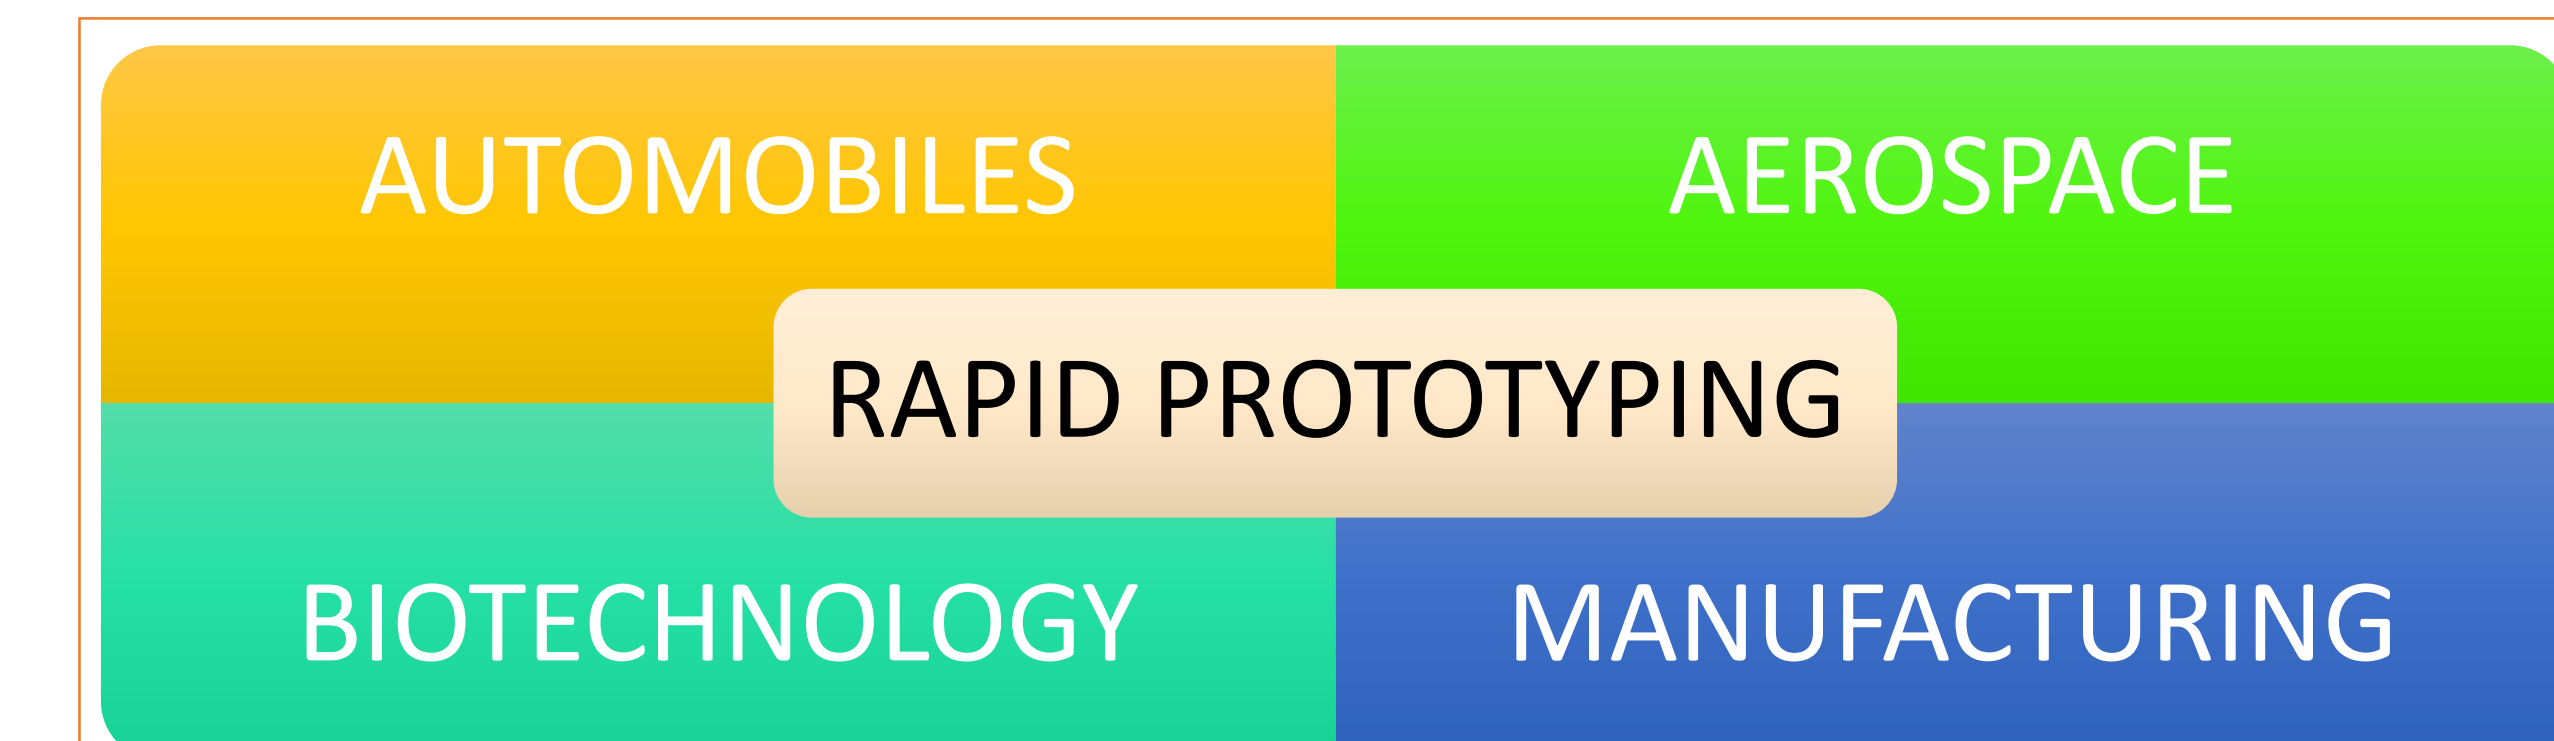 AUTOMOBILES
AEROSPACE
RAPID PROTOTYPING
BIOTECHNOLOGY
MANUFACTURING